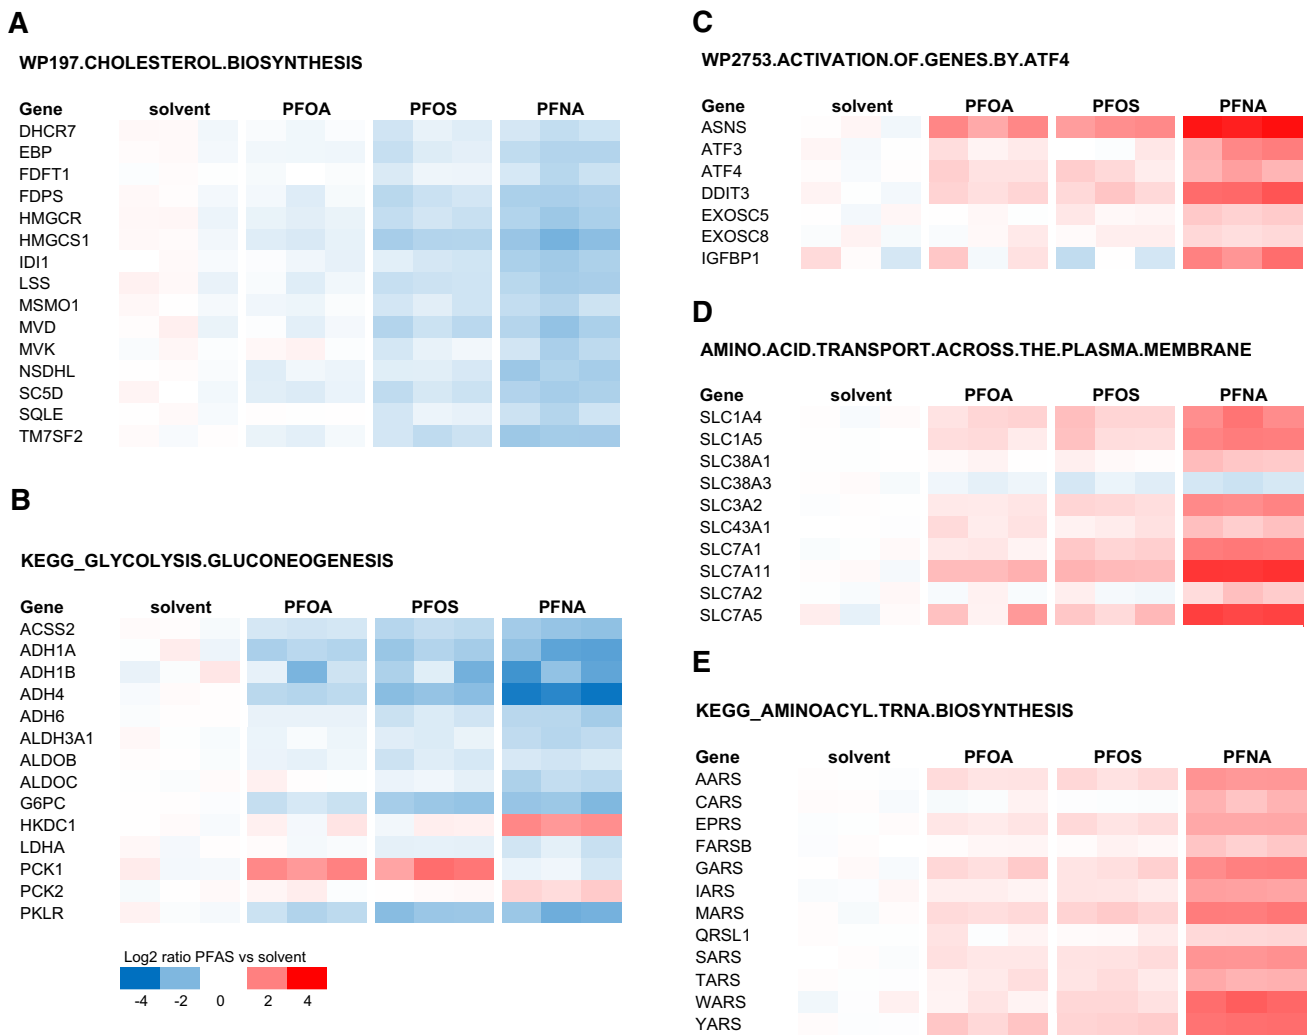 A
WP197.CHOLESTEROL.BIOSYNTHESIS
Gene solvent PFOA PFOS PFNA
DHCR7
EBP
FDFT1
FDPS
HMGCR
HMGCS1
IDI1
LSS
MSMO1
MVD
MVK
NSDHL
SC5D
SQLE
TM7SF2
B
KEGG_GLYCOLYSIS.GLUCONEOGENESIS
Gene solvent PFOA PFOS PFNA
ACSS2
ADH1A
ADH1B
ADH4
ADH6
ALDH3A1
ALDOB
ALDOC
G6PC
HKDC1
LDHA
PCK1
PCK2
PKLR
Log2 ratio PFAS vs solvent
-4 -2 0 2 4
C
WP2753.ACTIVATION.OF.GENES.BY.ATF4
Gene solvent PFOA PFOS PFNA
ASNS
ATF3
ATF4
DDIT3
EXOSC5
EXOSC8
IGFBP1
D
AMINO.ACID.TRANSPORT.ACROSS.THE.PLASMA.MEMBRANE
Gene solvent PFOA PFOS PFNA
SLC1A4
SLC1A5
SLC38A1
SLC38A3
SLC3A2
SLC43A1
SLC7A1
SLC7A11
SLC7A2
SLC7A5
E
KEGG_AMINOACYL.TRNA.BIOSYNTHESIS
Gene solvent PFOA PFOS PFNA
AARS
CARS
EPRS
FARSB
GARS
IARS
MARS
QRSL1
SARS
TARS
WARS
YARS